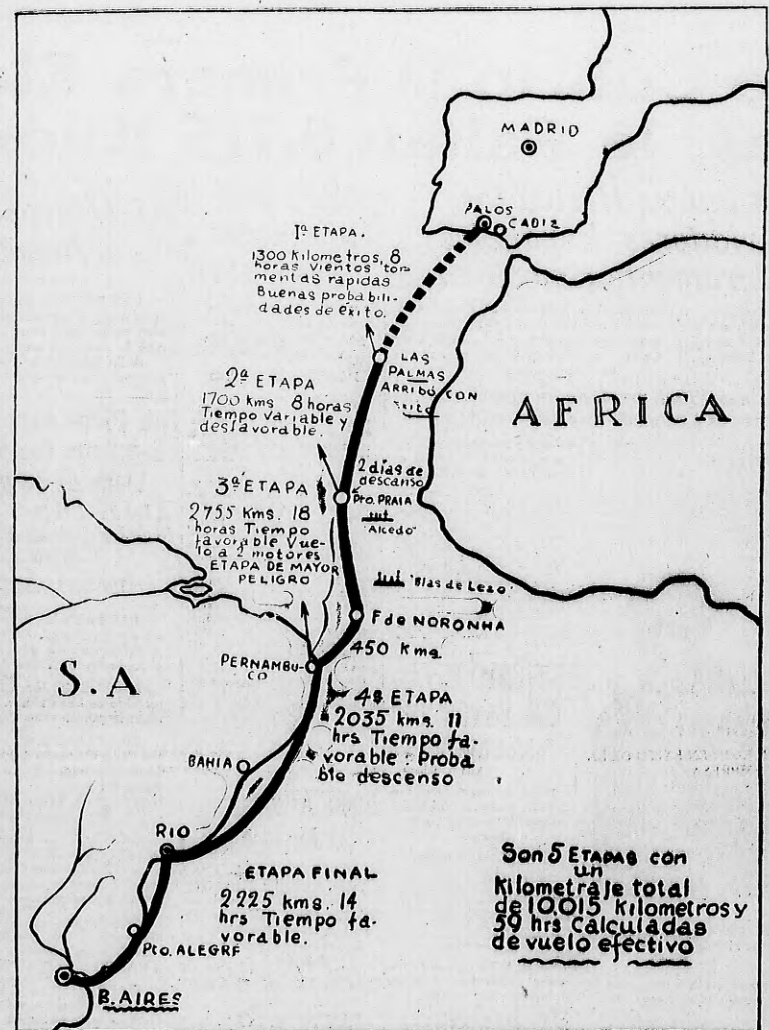 MADRID
PALOS
CADIZ
1ª ETAPA.
1300 Kilometros, 8
horas vientos tor
mentas rápidas
Buenas probabili-
dades de éxito.
LAS
PALMAS
ARRIBÓ CON
Exito
AFRICA
2ª ETAPA
1700 kms 8 horas
Tiempo variable y
desfavorable.
2 días de
descanso
Pto. PRAIA
"Alcedo"
3ª ETAPA
2755 Kms. 18
horas Tiempo
favorable Vue-
lo a 2 motores
ETAPA DE MAYOR
PELIGRO
"Blas de Lezo"
F de NORONHA
450 Kms
PERNAMBU-
CO
S.A
4ª ETAPA
2035 kms. 11
hrs Tiempo fa-
vorable: Proba
ble descenso
BAHIA
RIO
ETAPA FINAL
2225 kms. 14
hrs Tiempo fa-
vorable.
Pto. ALEGRE
B. AIRES
Son 5 ETAPAS con
un
Kilometraje total
de 10.015 Kilometros y
59 hrs Calculadas
de vuelo efectivo